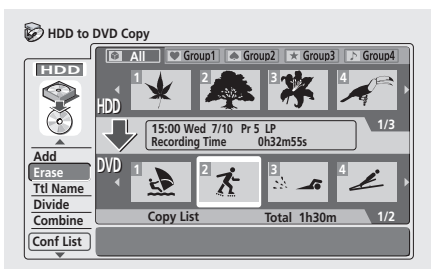 HDD to DVD Copy
All Group1 Group2 Group3 Group4
HDD
HDD
1 2 3 4
15:00 Wed 7/10 Pr 5 LP
Recording Time 0h32m55s
1/3
DVD
1 2 3 4
Add
Erase
Ttl Name
Divide
Combine
Conf List
Copy List Total 1h30m 1/2